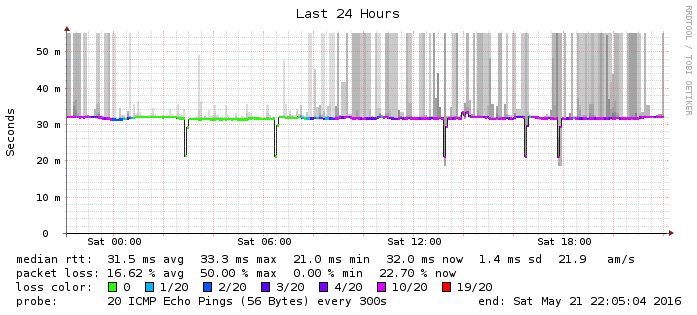 Last 24 Hours
RRDTOOL / TOBI OETIKER
Seconds
50 m
40 m
30 m
20 m
10 m
0
Sat 00:00 Sat 06:00 Sat 12:00 Sat 18:00
median rtt: 31.5 ms avg 33.3 ms max 21.0 ms min 32.0 ms now 1.4 ms sd 21.9 am/s
packet loss: 16.62 % avg 50.00 % max 0.00 % min 22.70 % now
loss color: 0 1/20 2/20 3/20 4/20 10/20 19/20
probe: 20 ICMP Echo Pings (56 Bytes) every 300s end: Sat May 21 22:05:04 2016